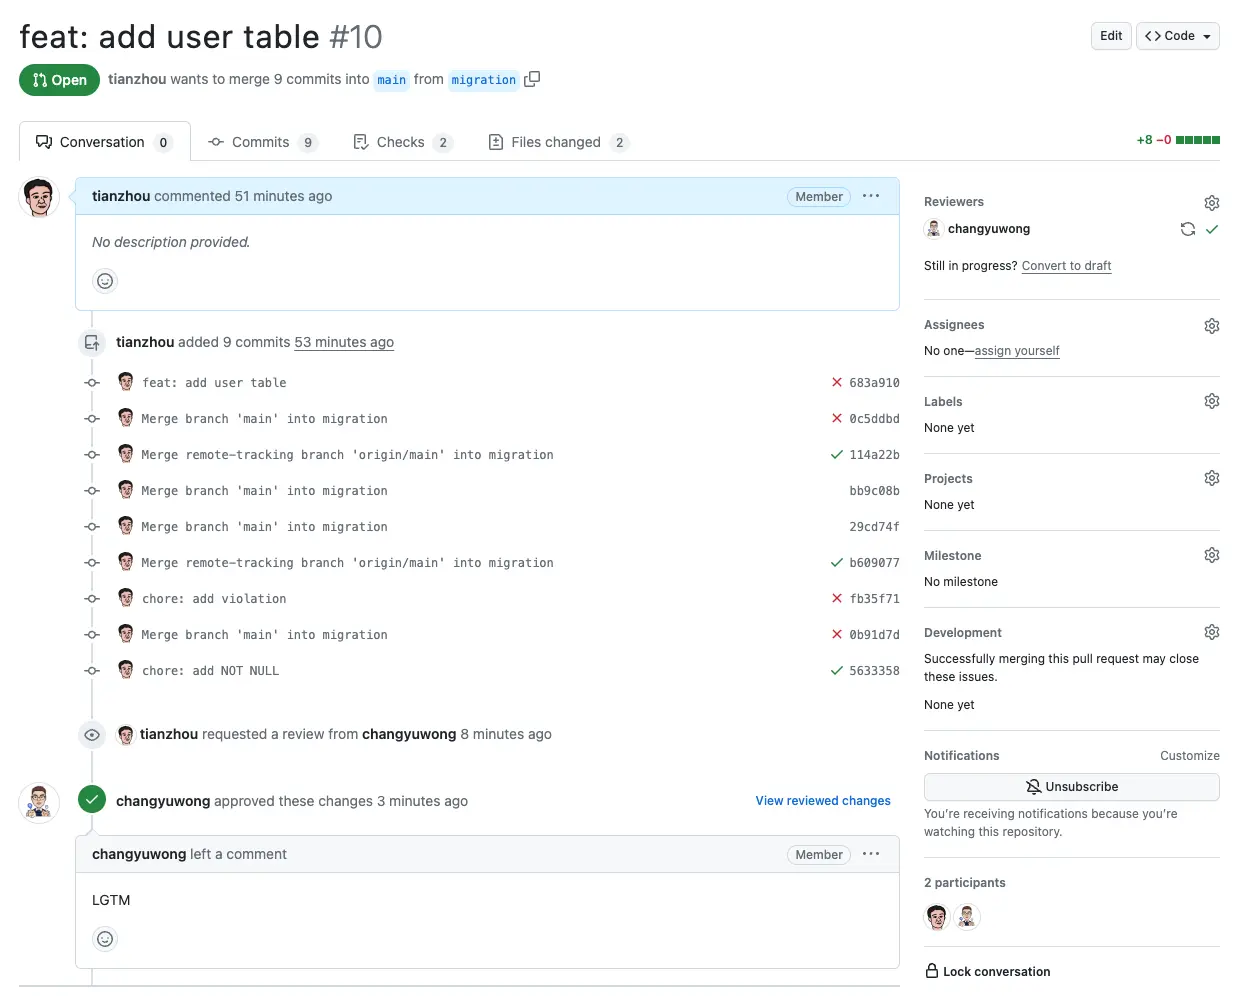 feat: add user table #10
Edit
Code
Open
tianzhou wants to merge 9 commits into main from migration
Conversation 0
Commits 9
Checks 2
Files changed 2
+8 −0
tianzhou commented 51 minutes ago
Member
No description provided.
tianzhou added 9 commits 53 minutes ago
feat: add user table
683a910
Merge branch 'main' into migration
0c5ddbd
Merge remote-tracking branch 'origin/main' into migration
114a22b
Merge branch 'main' into migration
bb9c08b
Merge branch 'main' into migration
29cd74f
Merge remote-tracking branch 'origin/main' into migration
b609077
chore: add violation
fb35f71
Merge branch 'main' into migration
0b91d7d
chore: add NOT NULL
5633358
tianzhou requested a review from changyuwong 8 minutes ago
changyuwong approved these changes 3 minutes ago
View reviewed changes
changyuwong left a comment
Member
LGTM
Reviewers
changyuwong
Still in progress? Convert to draft
Assignees
No one—assign yourself
Labels
None yet
Projects
None yet
Milestone
No milestone
Development
Successfully merging this pull request may close
these issues.
None yet
Notifications
Customize
Unsubscribe
You're receiving notifications because you're
watching this repository.
2 participants
Lock conversation